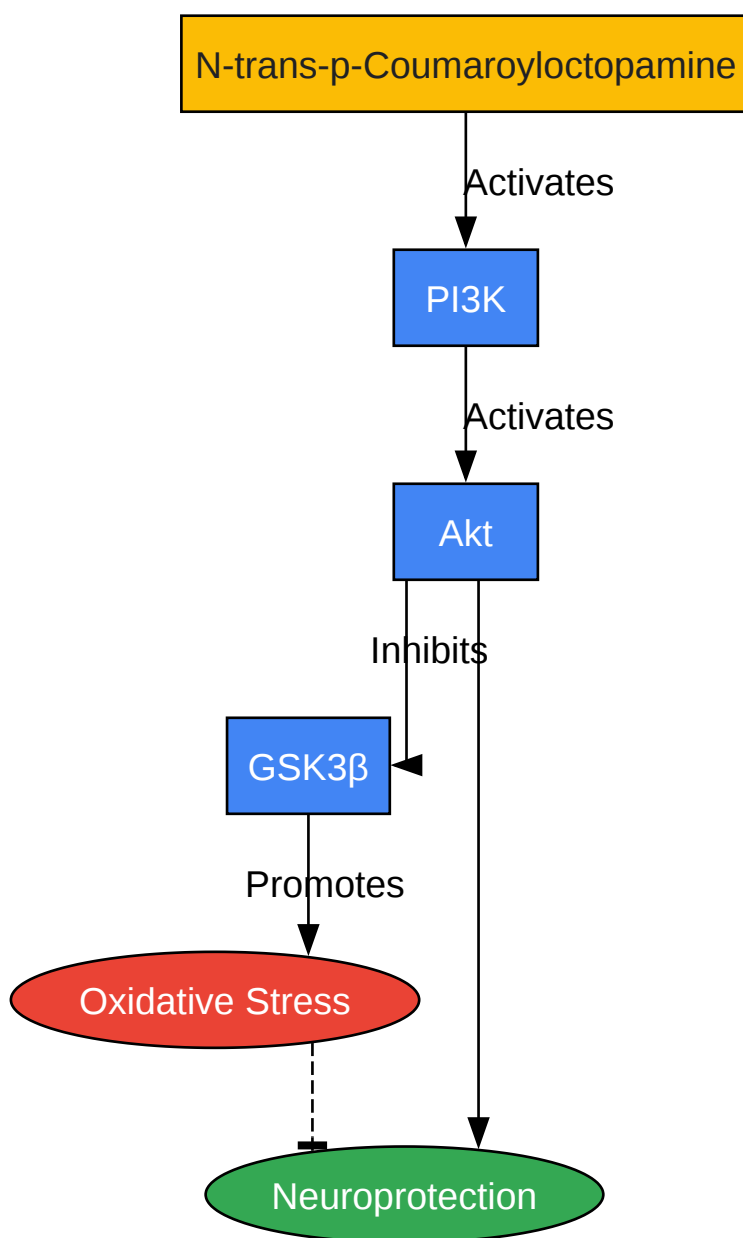 N-trans-p-Coumaroyloctopamine
Activates
PI3K
Activates
Akt
Inhibits
GSK3β
Promotes
Oxidative Stress
Neuroprotection